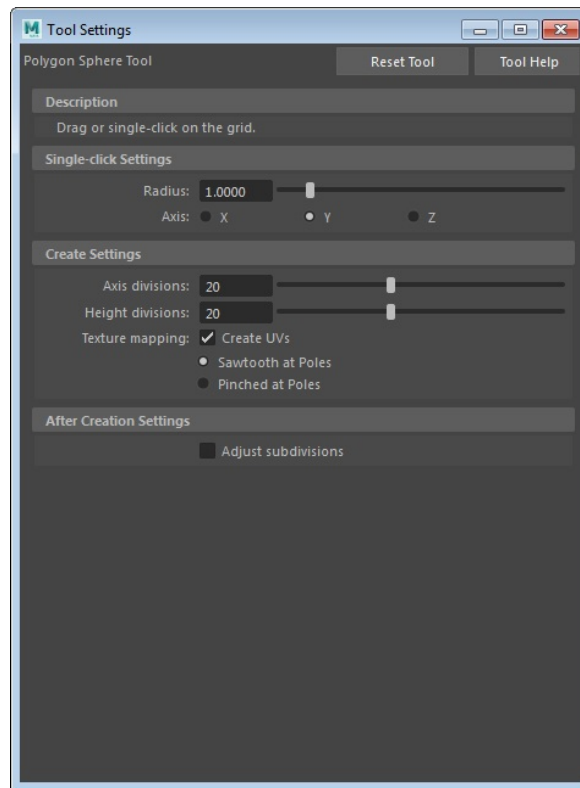 Tool Settings
Polygon Sphere Tool Reset Tool Tool Help
Description
Drag or single-click on the grid.
Single-click Settings
Radius: 1.0000
Axis: X Y Z
Create Settings
Axis divisions: 20
Height divisions: 20
Texture mapping: Create UVs
Sawtooth at Poles
Pinched at Poles
After Creation Settings
Adjust subdivisions